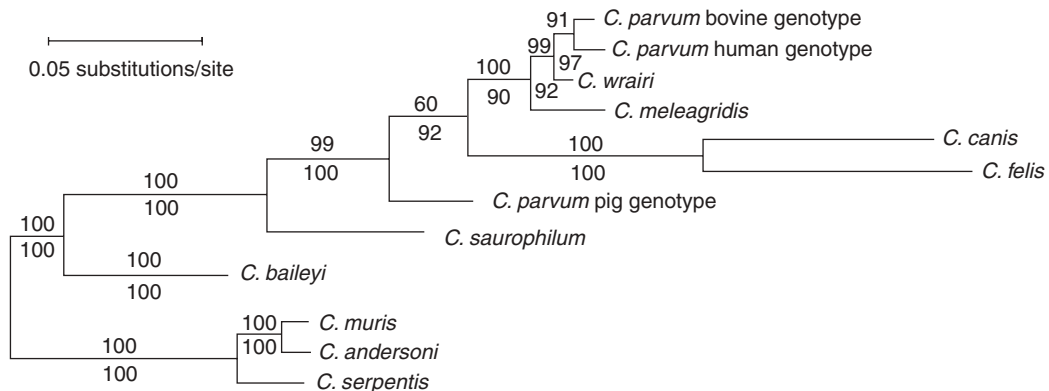 91
C. parvum bovine genotype
99
C. parvum human genotype
0.05 substitutions/site
97
100
C. wrairi
90
92
60
C. meleagridis
92
100
C. canis
99
100
C. felis
100
100
C. parvum pig genotype
100
100
C. saurophilum
100
100
C. baileyi
100
100
C. muris
100
100
C. andersoni
100
100
C. serpentis